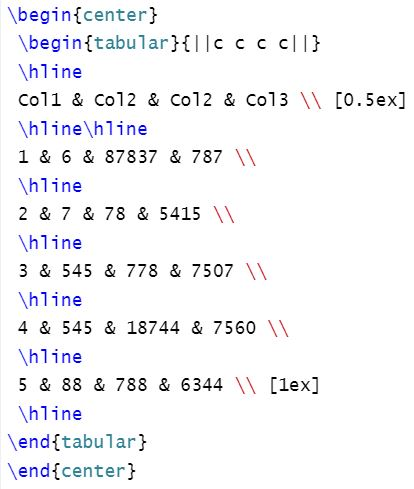 \begin{center}
\begin{tabular}{||c c c c||}
\hline
Col1 & Col2 & Col2 & Col3 \\ [0.5ex]
\hline\hline
1 & 6 & 87837 & 787 \\
\hline
2 & 7 & 78 & 5415 \\
\hline
3 & 545 & 778 & 7507 \\
\hline
4 & 545 & 18744 & 7560 \\
\hline
5 & 88 & 788 & 6344 \\ [1ex]
\hline
\end{tabular}
\end{center}